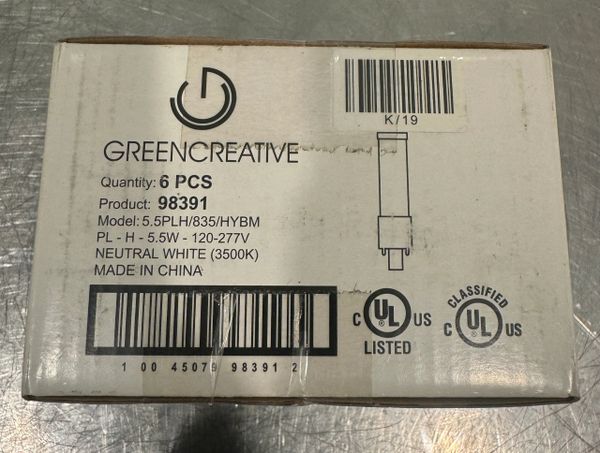 K/19
GREENCREATIVE
Quantity: 6 PCS
Product: 98391
Model: 5.5PLH/835/HYBM
PL - H - 5.5W - 120-277V
NEUTRAL WHITE (3500K)
MADE IN CHINA
1 00 45079 98391 2
C UL US
LISTED
CLASSIFIED
C UL US